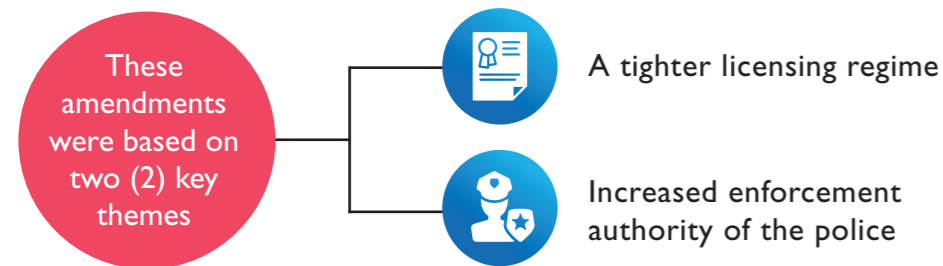 These
amendments
were based on
two (2) key
themes
A tighter licensing regime
Increased enforcement
authority of the police